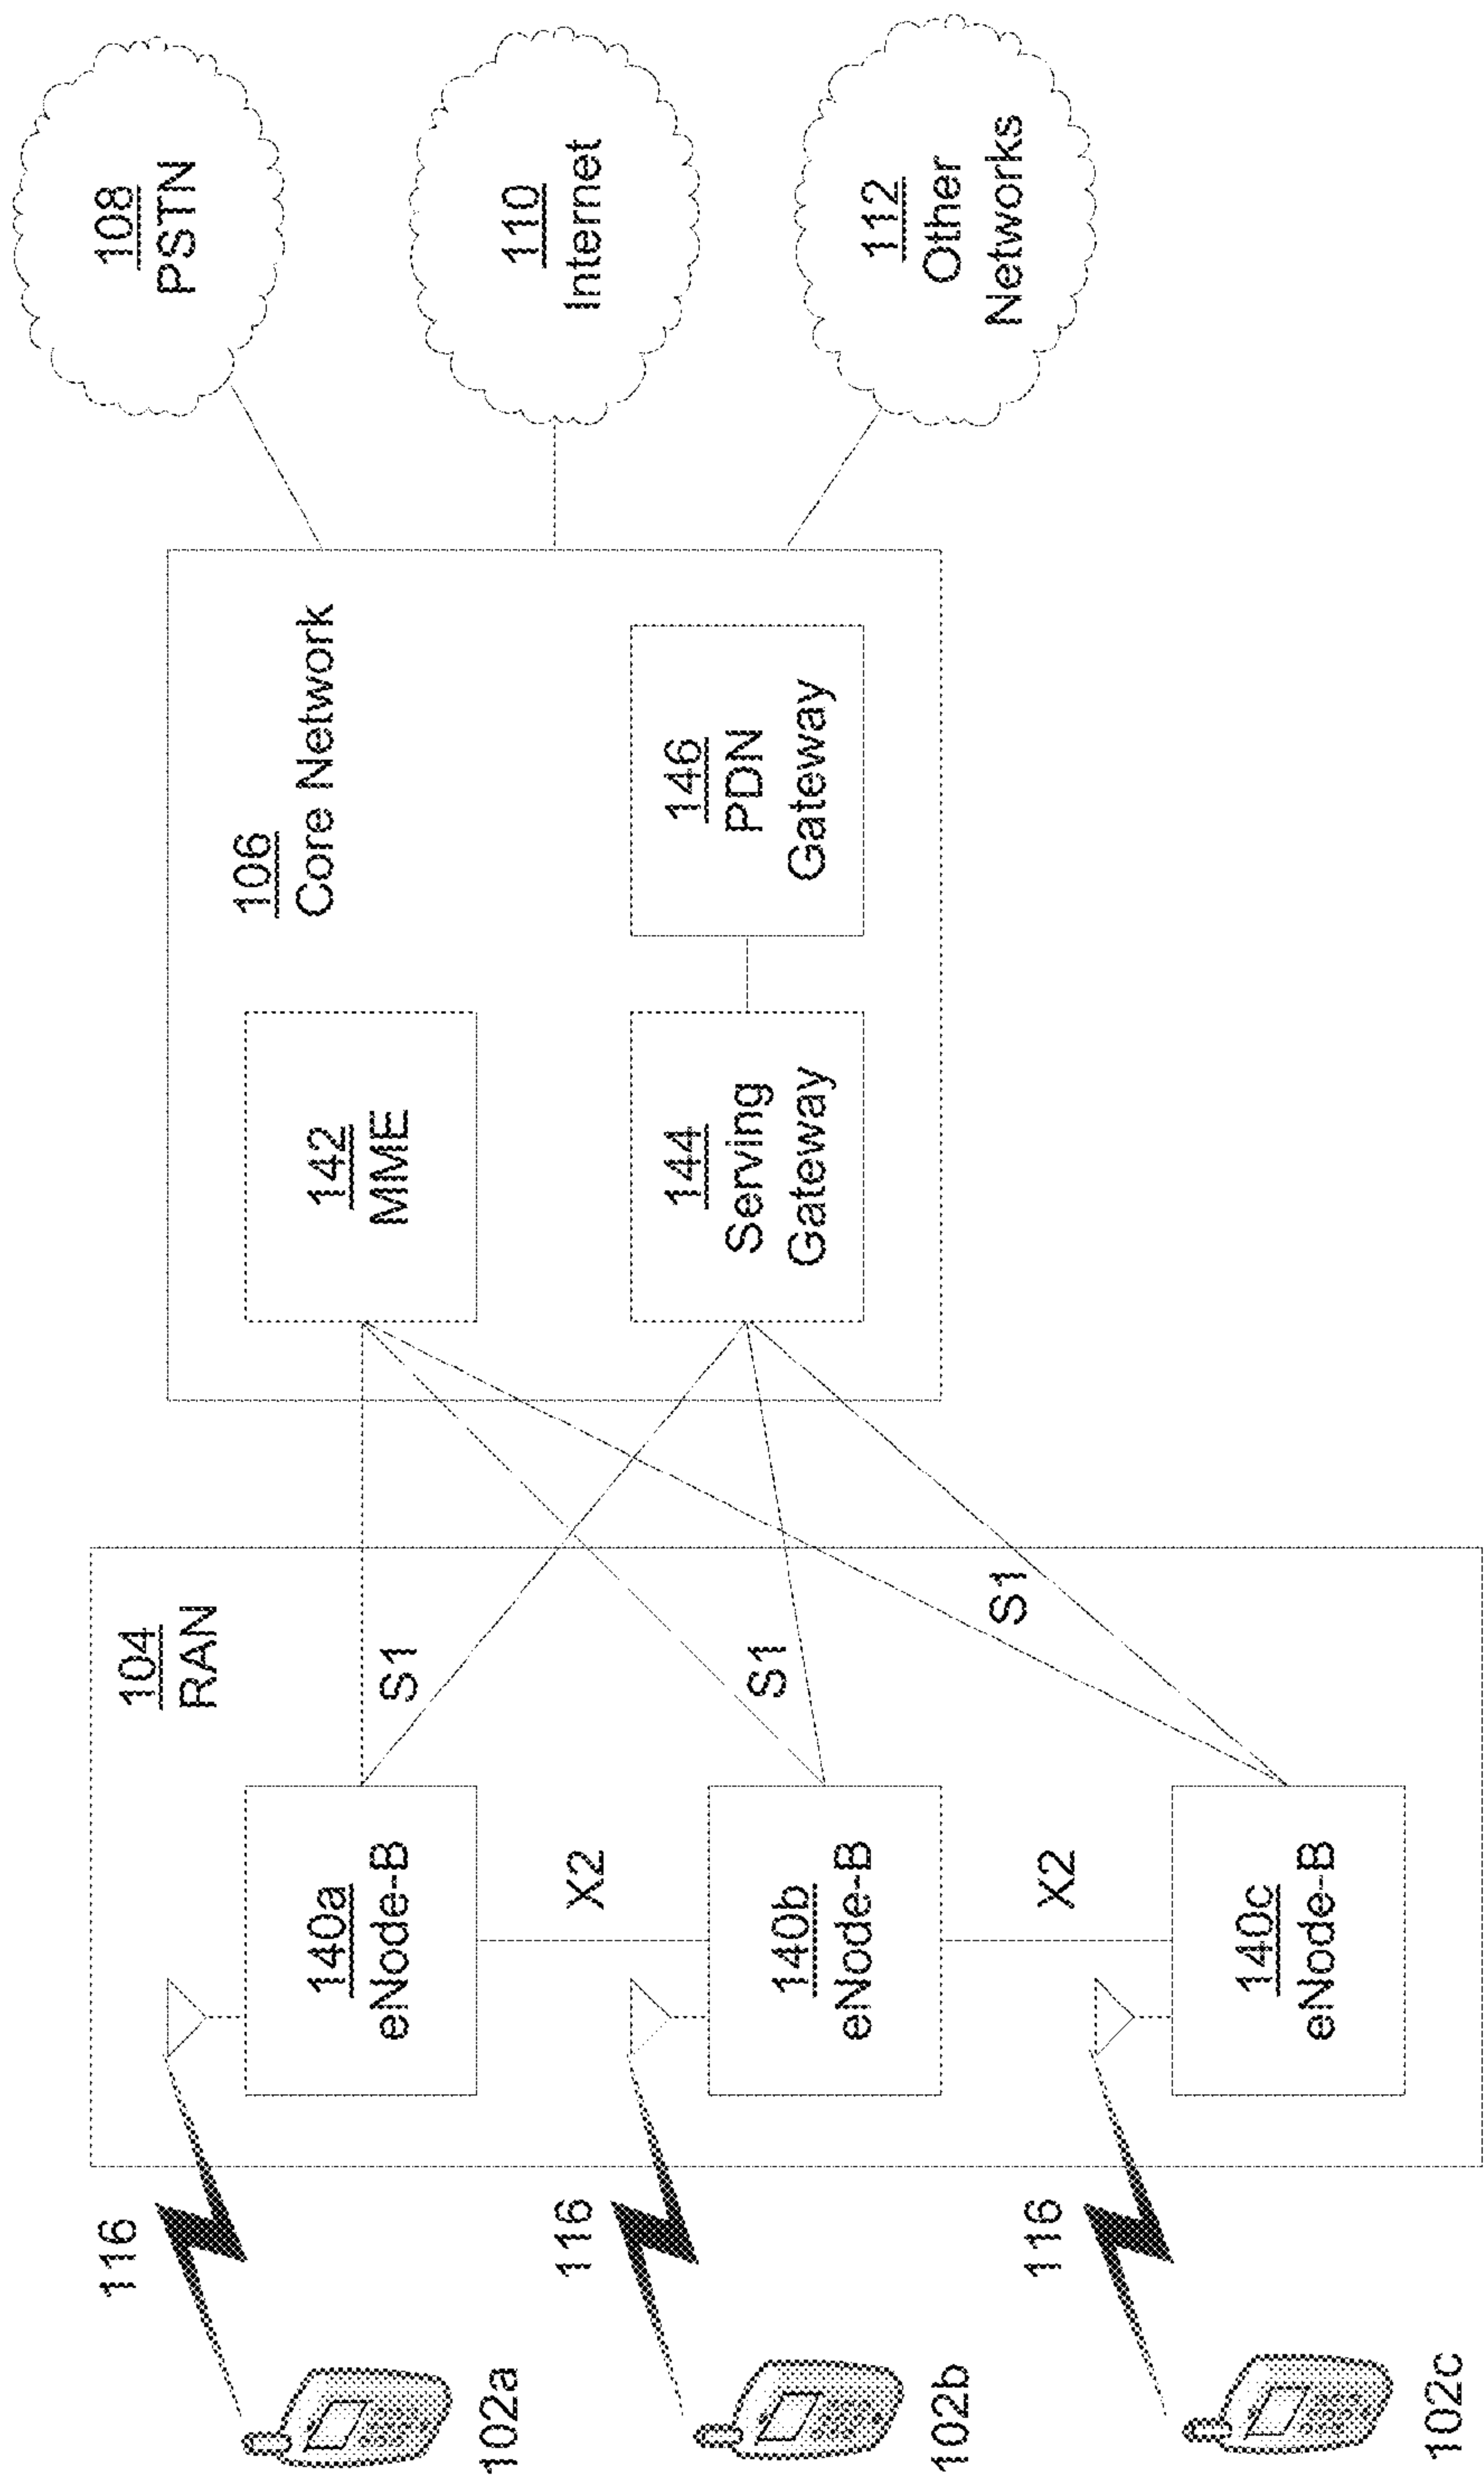 102a
116
104
RAN
140a
eNode-B
S1
X2
102b
116
140b
eNode-B
S1
X2
102c
116
140c
eNode-B
S1
106
Core Network
142
MME
144
Serving
Gateway
146
PDN
Gateway
108
PSTN
110
Internet
112
Other
Networks